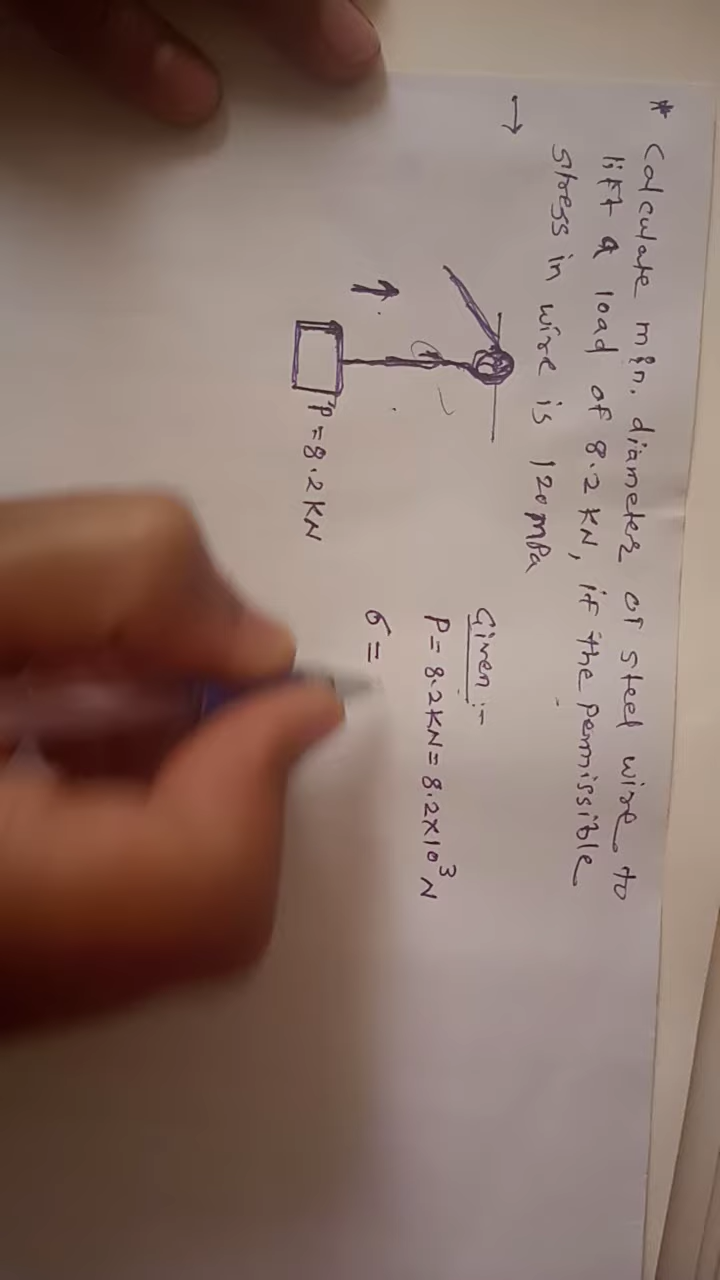 * Calculate min. diameter of steel wire to
lift a load of 8.2 KN, if the permissible
stress in wire is 120 mPa
→
P = 8.2 KN
Given :-
P = 8.2 KN = 8.2 × 10³ N
σ =